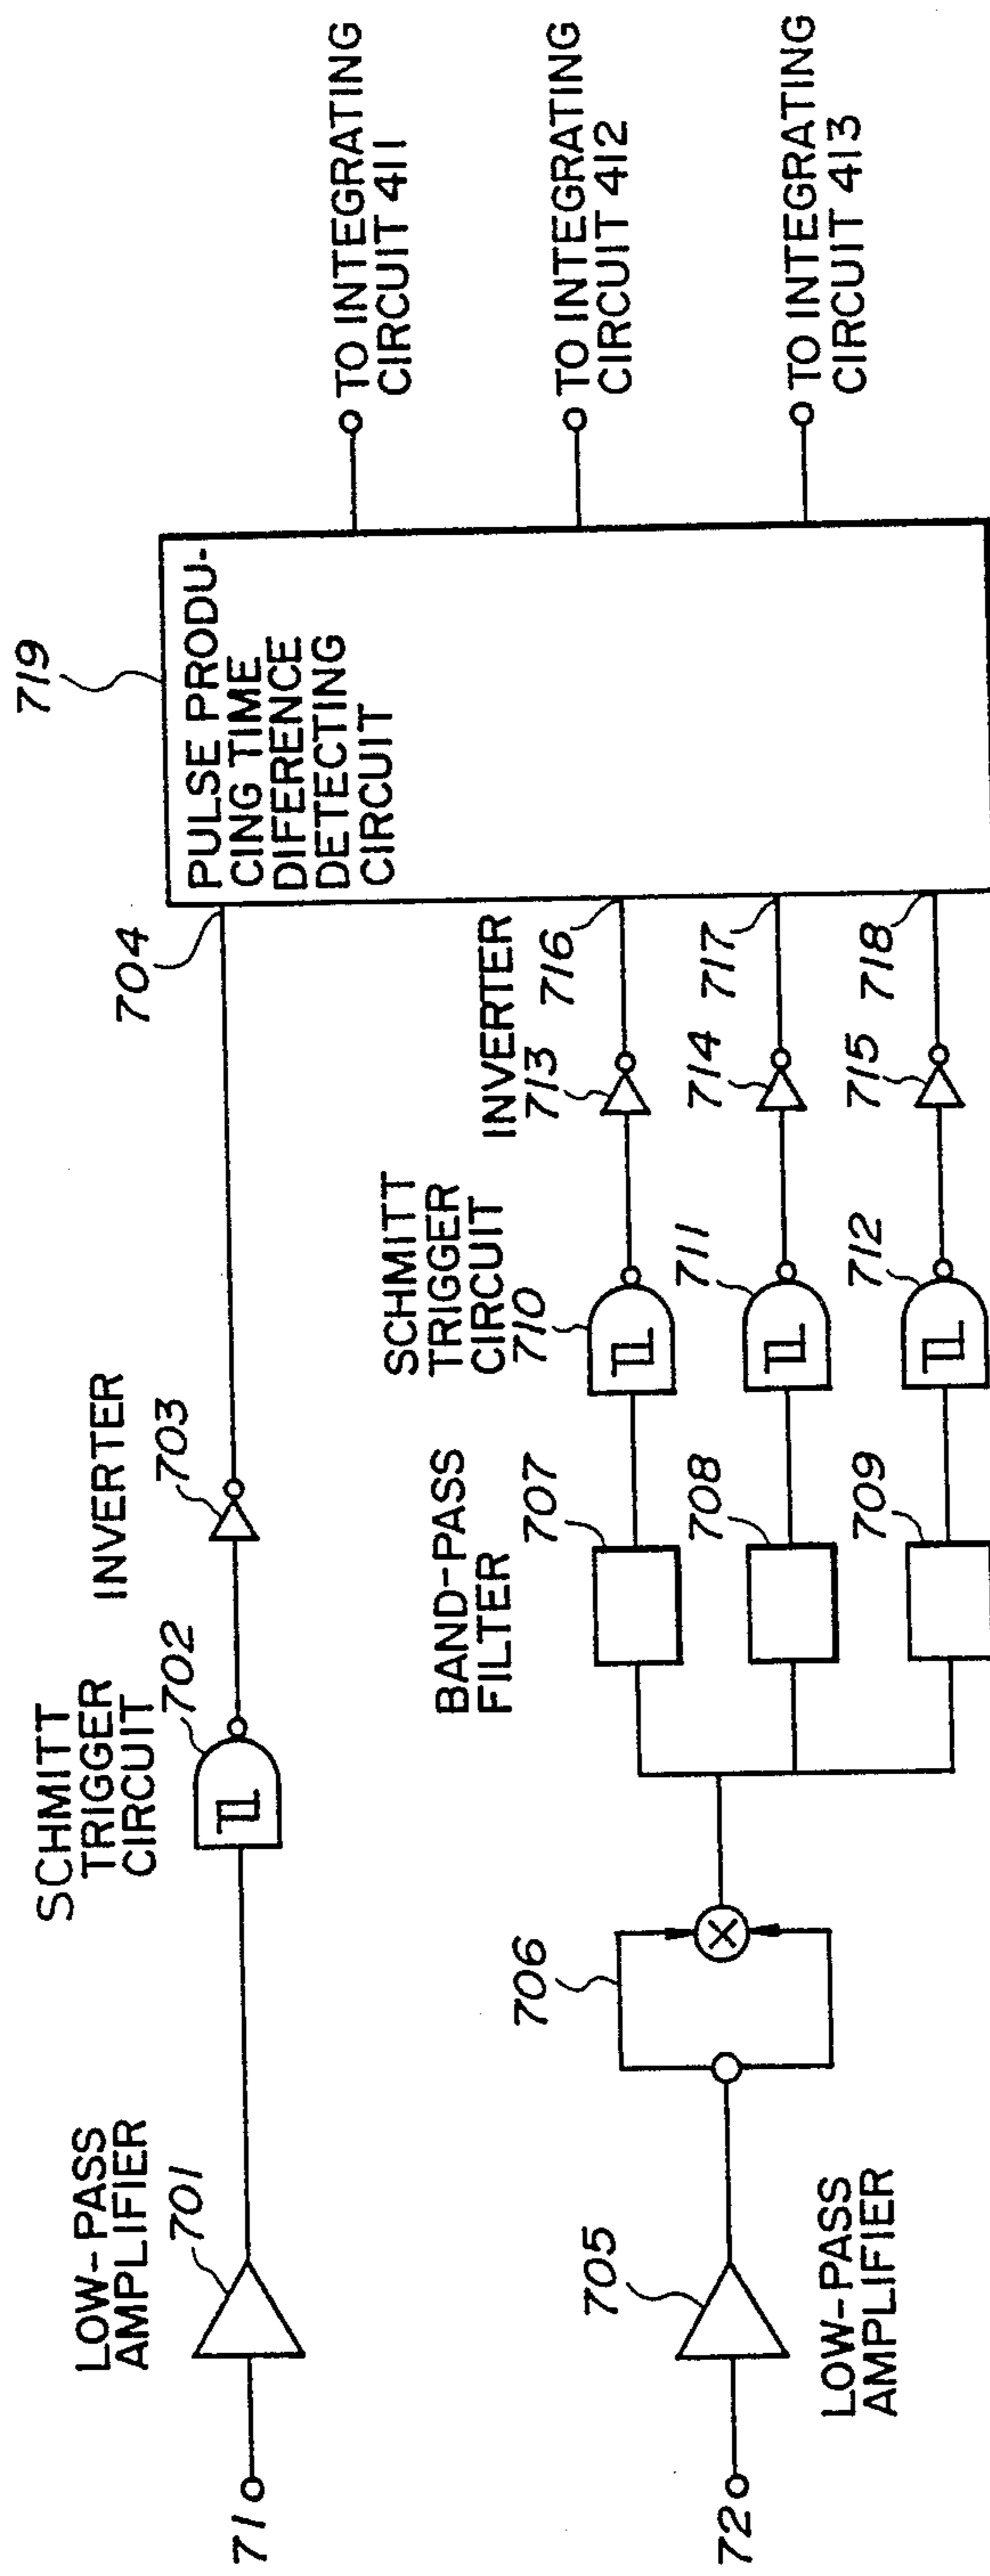 719
PULSE PRODU-
CING TIME
DIFERENCE
DETECTING
CIRCUIT
TO INTEGRATING
CIRCUIT 411
TO INTEGRATING
CIRCUIT 412
TO INTEGRATING
CIRCUIT 413
71
LOW-PASS
AMPLIFIER
701
SCHMITT
TRIGGER
CIRCUIT
702
INVERTER
703
704
72
705
LOW-PASS
AMPLIFIER
706
BAND-PASS
FILTER
707
708
709
SCHMITT
TRIGGER
CIRCUIT
710
711
712
INVERTER
713
714
715
716
717
718